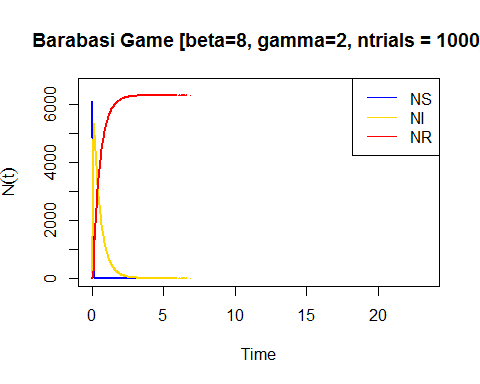 Barabasi Game [beta=8, gamma=2, ntrials = 1000
NS
NI
NR
N(t)
6000
4000
2000
0
0 5 10 15 20
Time